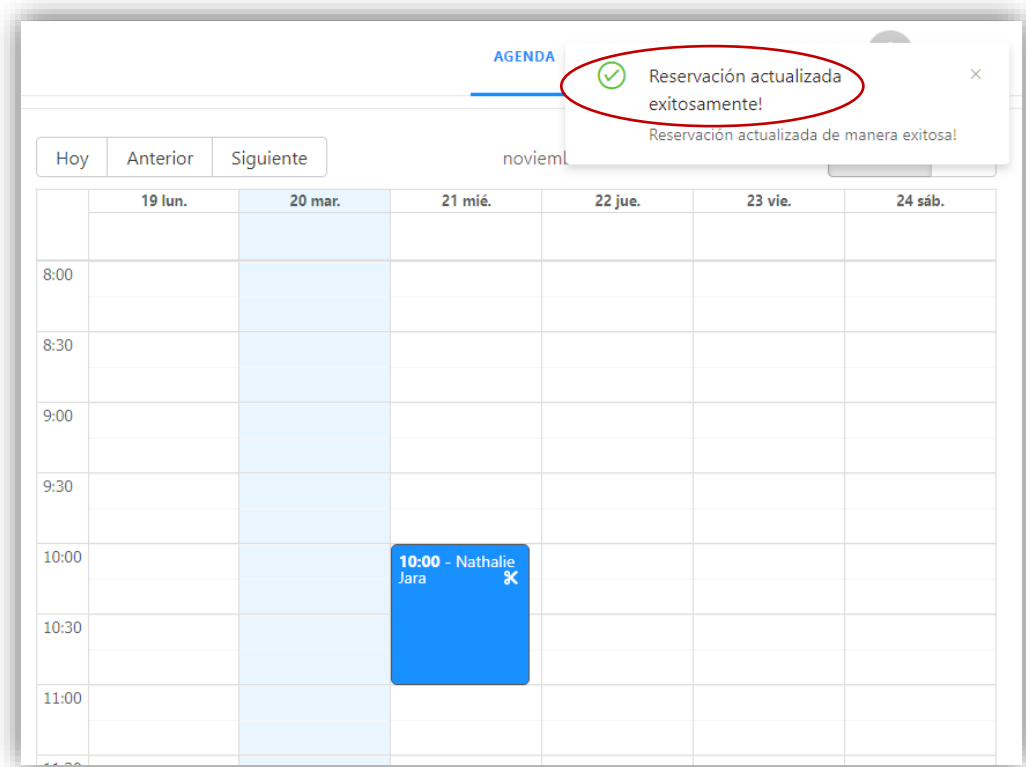 AGENDA
Reservación actualizada
exitosamente!
Reservación actualizada de manera exitosa!
Hoy Anterior Siguiente
19 lun. 20 mar. 21 mié. 22 jue. 23 vie. 24 sáb.
8:00
8:30
9:00
9:30
10:00
10:00 - Nathalie
Jara
10:30
11:00